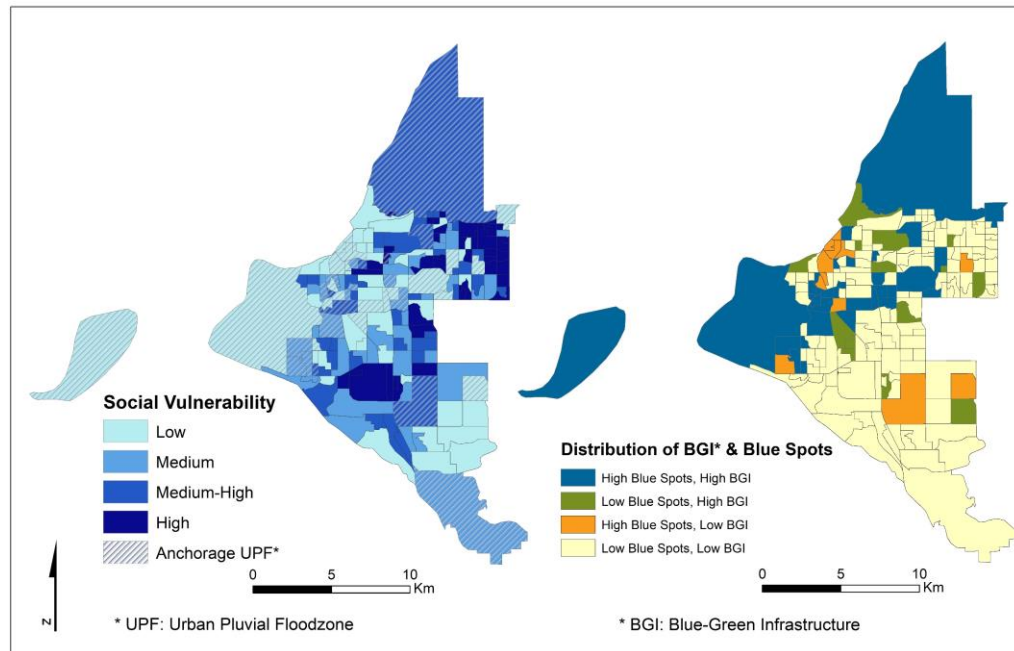 Social Vulnerability
Low
Medium
Medium-High
High
Anchorage UPF*
0 5 10
Km
N
* UPF: Urban Pluvial Floodzone
Distribution of BGI* & Blue Spots
High Blue Spots, High BGI
Low Blue Spots, High BGI
High Blue Spots, Low BGI
Low Blue Spots, Low BGI
0 5 10
Km
* BGI: Blue-Green Infrastructure